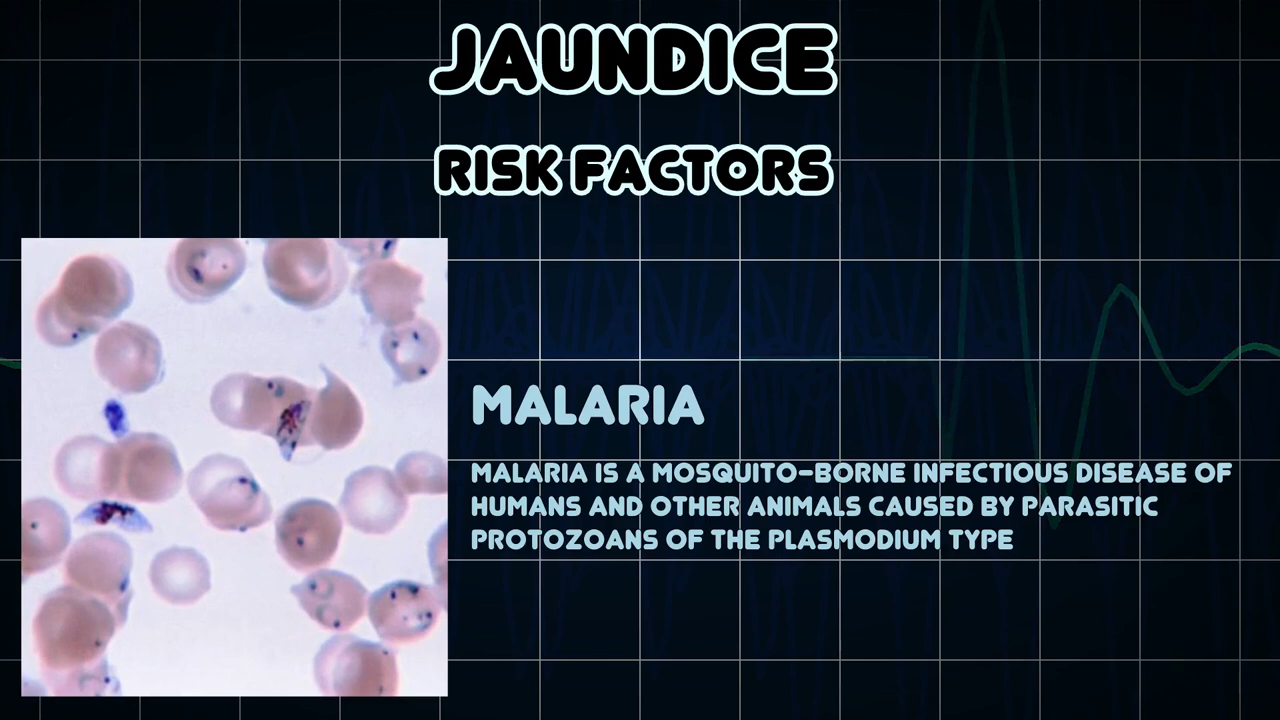 JAUNDICE
RISK FACTORS
MALARIA
MALARIA IS A MOSQUITO-BORNE INFECTIOUS DISEASE OF
HUMANS AND OTHER ANIMALS CAUSED BY PARASITIC
PROTOZOANS OF THE PLASMODIUM TYPE